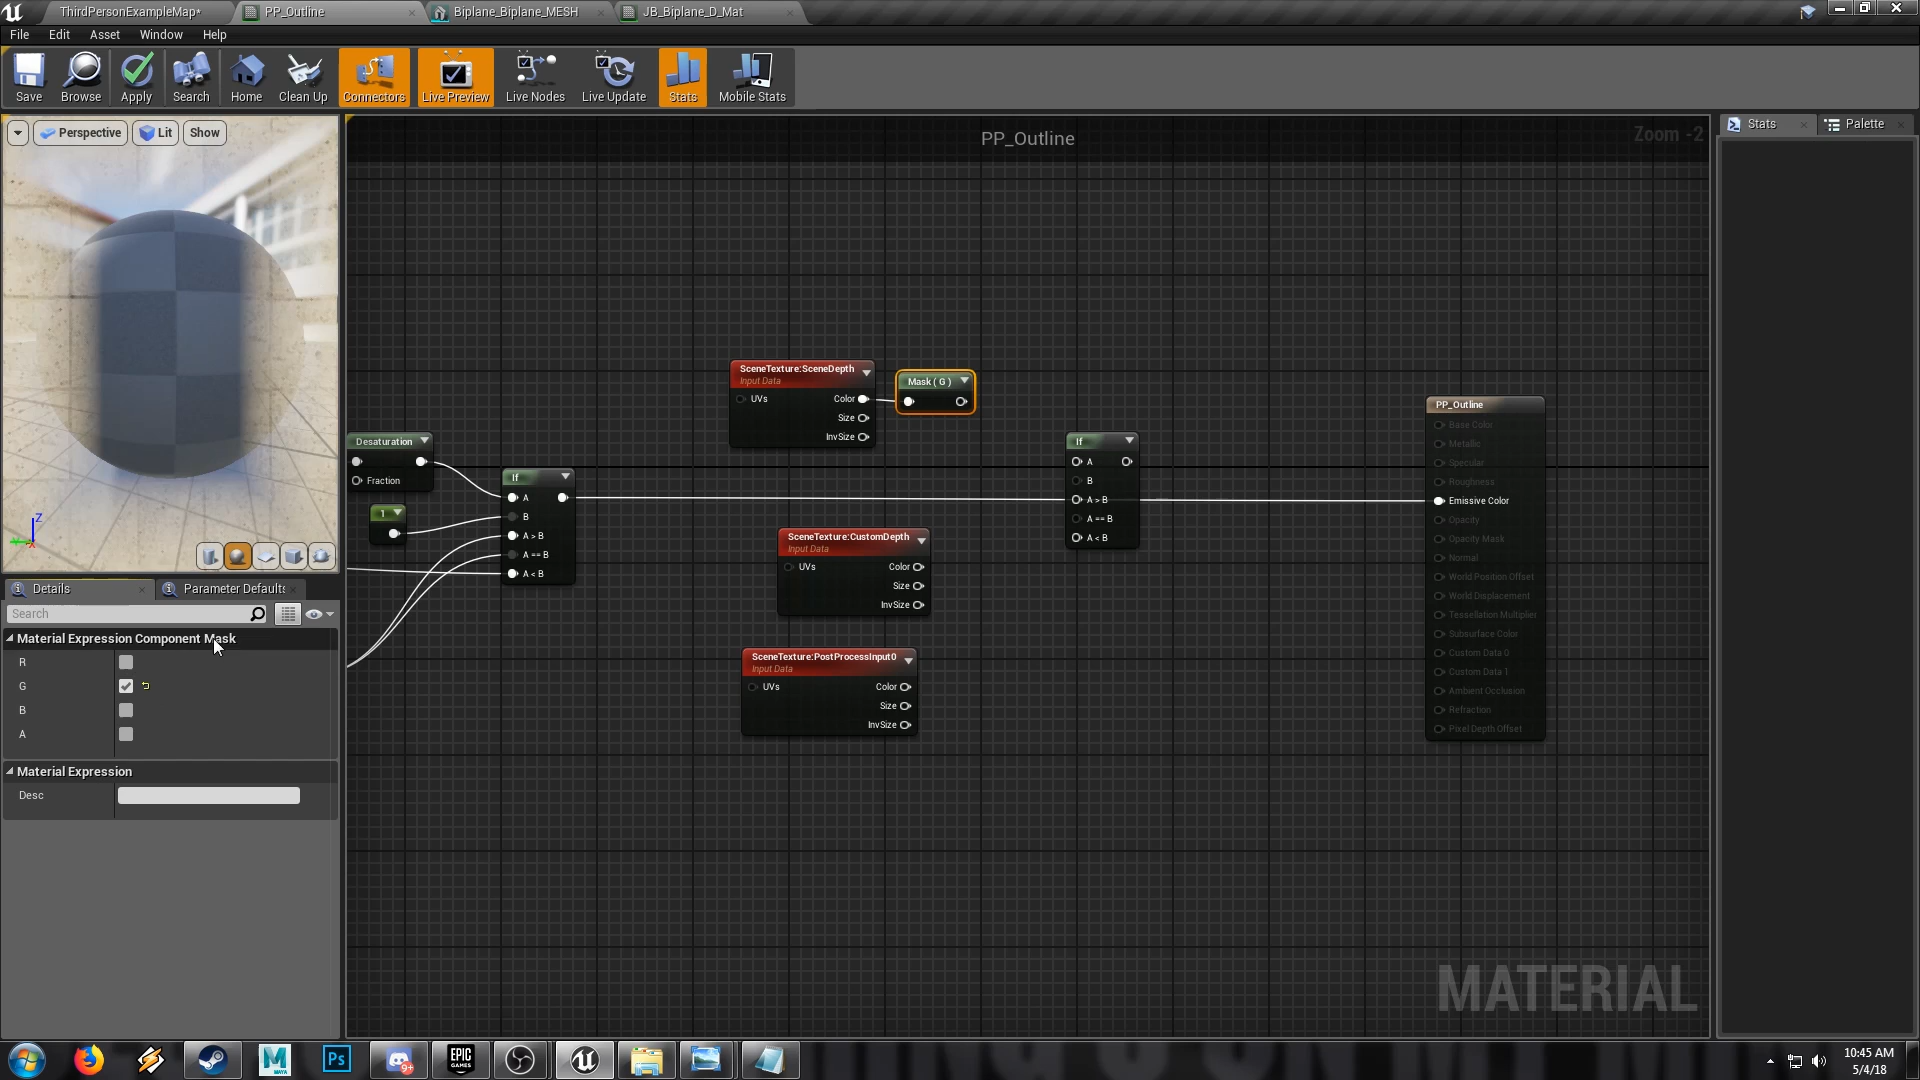 ThirdPersonExampleMap*
PP_Outline
Biplane_Biplane_MESH
JB_Biplane_D_Mat
File Edit Asset Window Help
Save
Browse
Apply
Search
Home
Clean Up
Connectors
Live Preview
Live Nodes
Live Update
Stats
Mobile Stats
Perspective
Lit
Show
PP_Outline
Zoom -2
Stats
Palette
SceneTexture:SceneDepth
Input Data
UVs Color
Size
InvSize
Mask ( G )
PP_Outline
Base Color
Metallic
Specular
Roughness
Emissive Color
Opacity
Opacity Mask
Normal
World Position Offset
World Displacement
Tessellation Multiplier
Subsurface Color
Custom Data 0
Custom Data 1
Ambient Occlusion
Refraction
Pixel Depth Offset
Desaturation
Fraction
1
If
A
B
A > B
A == B
A < B
If
A
B
A > B
A == B
A < B
SceneTexture:CustomDepth
Input Data
UVs Color
Size
InvSize
SceneTexture:PostProcessInput0
Input Data
UVs Color
Size
InvSize
Z
Details
Parameter Defaults
Search
Material Expression Component Mask
R
G
B
A
Material Expression
Desc
MATERIAL
MAYA
Ps
9+
EPIC
GAMES
10:45 AM
5/4/18